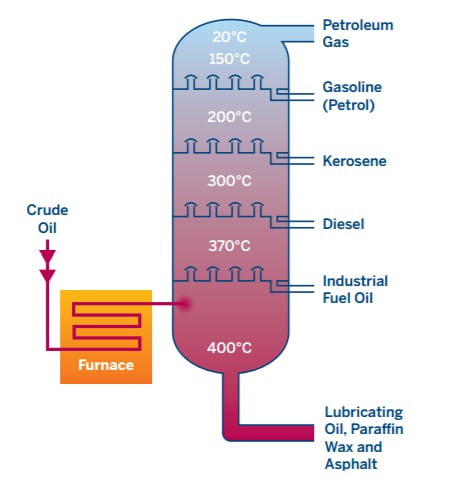 20°C
Petroleum
Gas
150°C
Gasoline
(Petrol)
200°C
Kerosene
300°C
Crude
Oil
Diesel
370°C
Industrial
Fuel Oil
400°C
Furnace
Lubricating
Oil, Paraffin
Wax and
Asphalt